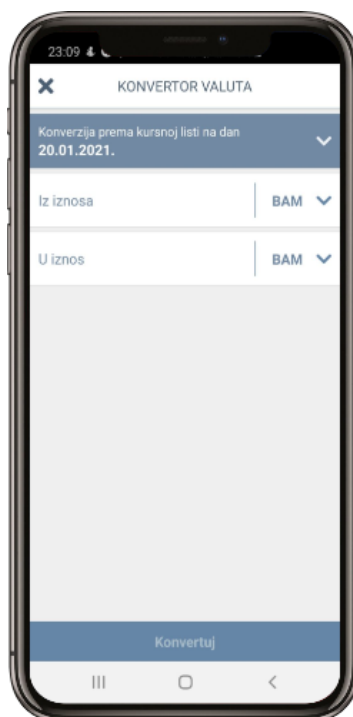 23:09
KONVERTOR VALUTA
Konverzija prema kursnoj listi na dan
20.01.2021.
Iz iznosa BAM
U iznos BAM
Konvertuj